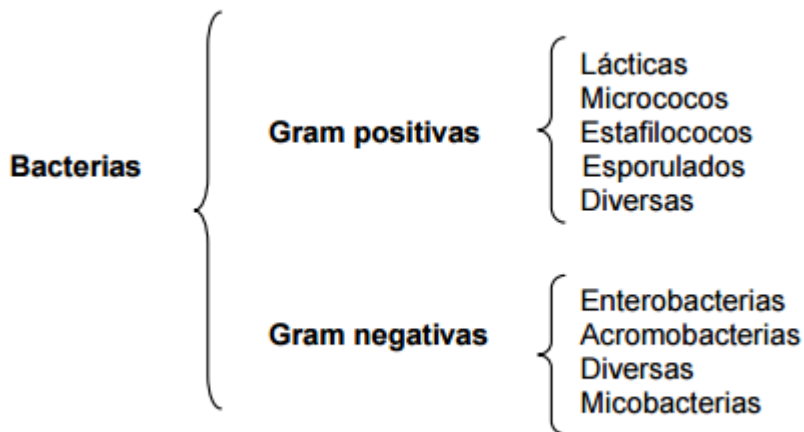 Bacterias
Gram positivas
Lácticas
Micrococos
Estafilococos
Esporulados
Diversas
Gram negativas
Enterobacterias
Acromobacterias
Diversas
Micobacterias